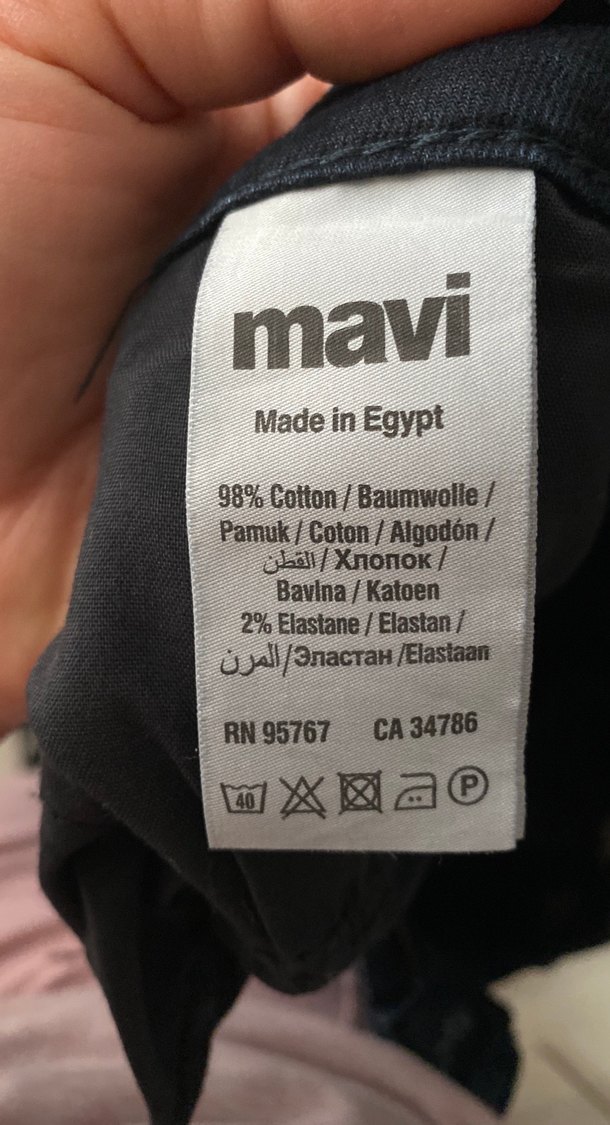 mavi
Made in Egypt
98% Cotton / Baumwolle /
Pamuk / Coton / Algodón /
القطن / Хлопок /
Bavlna / Katoen
2% Elastane / Elastan /
المرن/Эластан /Elastaan
RN 95767 CA 34786
40 P